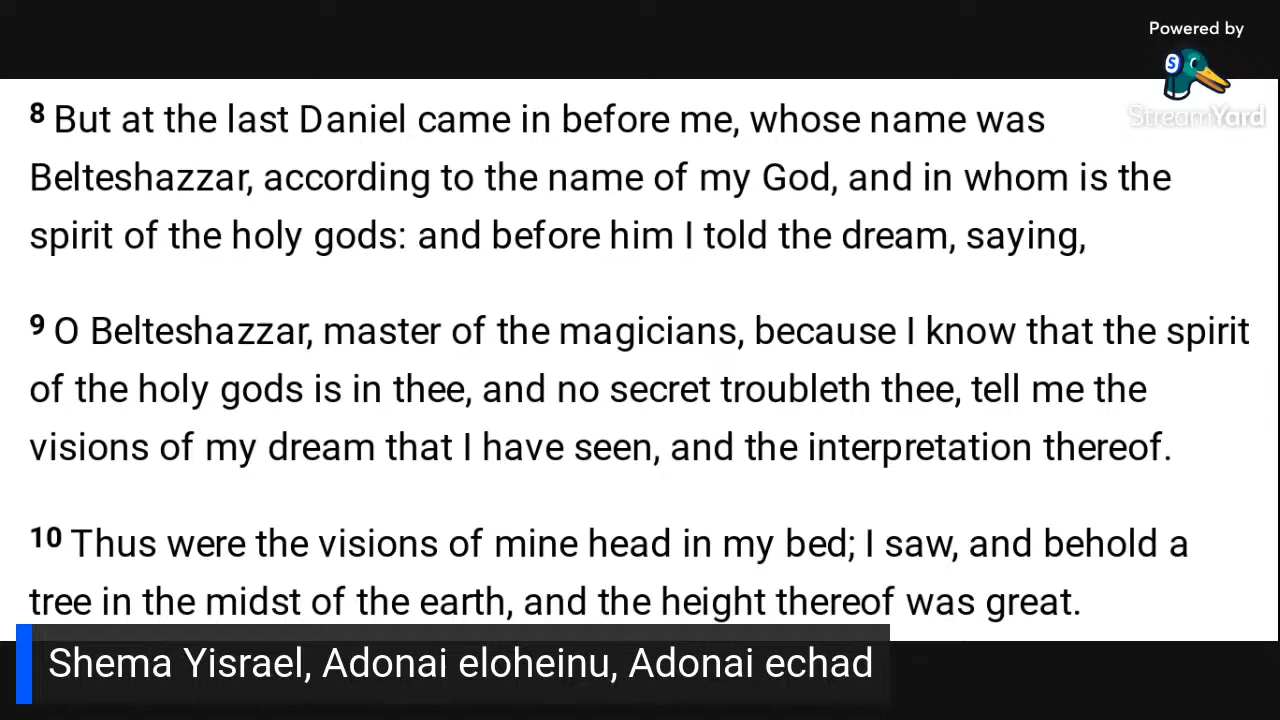 Powered by
StreamYard
8 But at the last Daniel came in before me, whose name was
Belteshazzar, according to the name of my God, and in whom is the
spirit of the holy gods: and before him I told the dream, saying,
9 O Belteshazzar, master of the magicians, because I know that the spirit
of the holy gods is in thee, and no secret troubleth thee, tell me the
visions of my dream that I have seen, and the interpretation thereof.
10 Thus were the visions of mine head in my bed; I saw, and behold a
tree in the midst of the earth, and the height thereof was great.
Shema Yisrael, Adonai eloheinu, Adonai echad